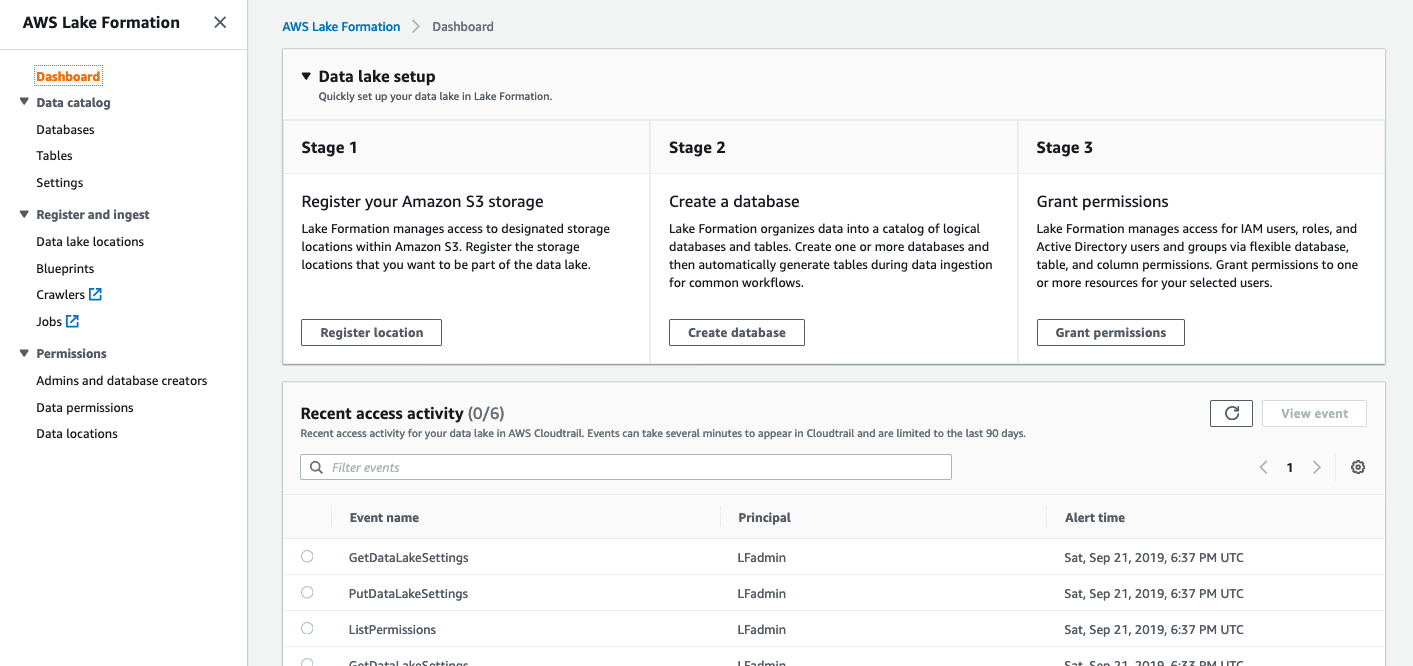 AWS Lake Formation
Dashboard
Data catalog
Databases
Tables
Settings
Register and ingest
Data lake locations
Blueprints
Crawlers
Jobs
Permissions
Admins and database creators
Data permissions
Data locations
AWS Lake Formation > Dashboard
Data lake setup
Quickly set up your data lake in Lake Formation.
Stage 1
Register your Amazon S3 storage
Lake Formation manages access to designated storage
locations within Amazon S3. Register the storage
locations that you want to be part of the data lake.
Register location
Stage 2
Create a database
Lake Formation organizes data into a catalog of logical
databases and tables. Create one or more databases and
then automatically generate tables during data ingestion
for common workflows.
Create database
Stage 3
Grant permissions
Lake Formation manages access for IAM users, roles, and
Active Directory users and groups via flexible database,
table, and column permissions. Grant permissions to one
or more resources for your selected users.
Grant permissions
Recent access activity (0/6)
View event
Recent access activity for your data lake in AWS Cloudtrail. Events can take several minutes to appear in Cloudtrail and are limited to the last 90 days.
Filter events
1
Event name Principal Alert time
GetDataLakeSettings LFadmin Sat, Sep 21, 2019, 6:37 PM UTC
PutDataLakeSettings LFadmin Sat, Sep 21, 2019, 6:37 PM UTC
ListPermissions LFadmin Sat, Sep 21, 2019, 6:37 PM UTC
GetDataLakeSettings LFadmin Sat, Sep 21, 2019, 6:33 PM UTC